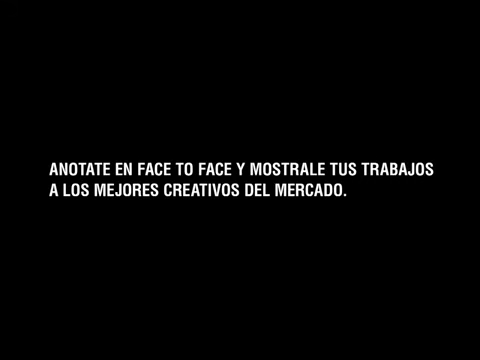 ANOTATE EN FACE TO FACE Y MOSTRALE TUS TRABAJOS
A LOS MEJORES CREATIVOS DEL MERCADO.